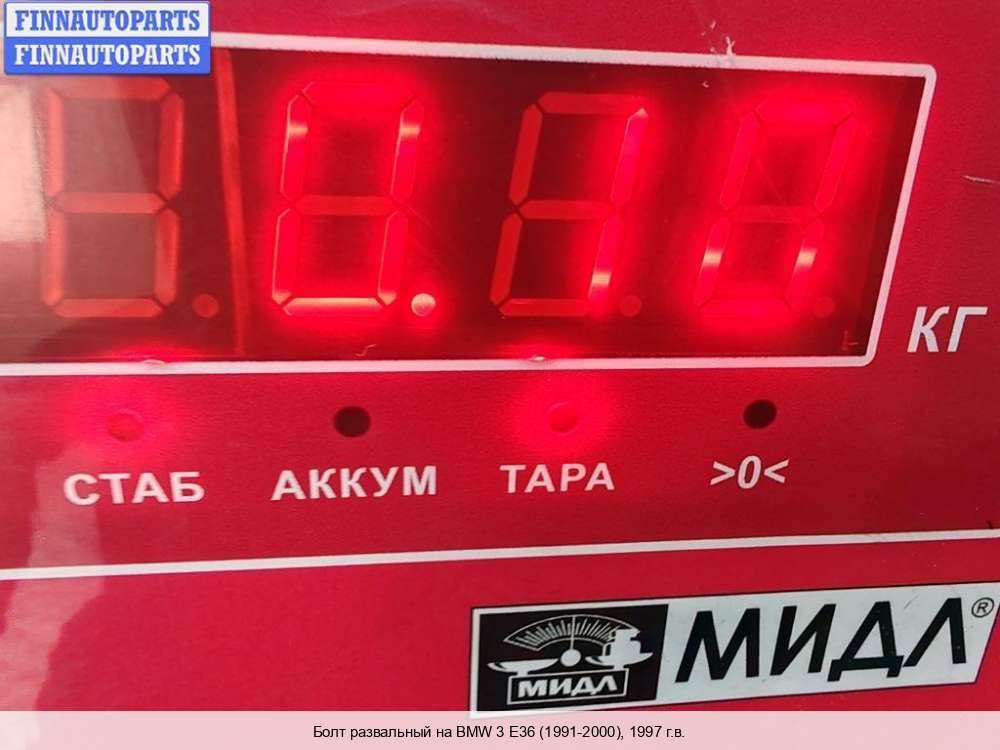 FINNAUTOPARTS
FINNAUTOPARTS
0.10
КГ
СТАБ
АККУМ
ТАРА
>0<
МИДЛ
МИДЛ®
Болт развальный на BMW 3 E36 (1991-2000), 1997 г.в.